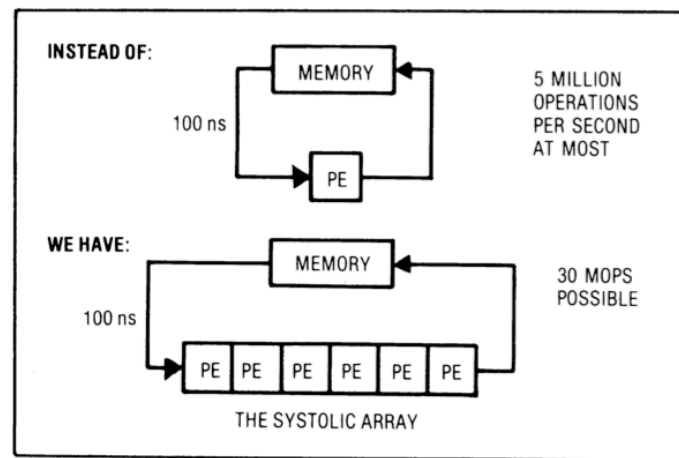 INSTEAD OF:
MEMORY
100 ns
PE
5 MILLION
OPERATIONS
PER SECOND
AT MOST
WE HAVE:
MEMORY
100 ns
PE PE PE PE PE PE
30 MOPS
POSSIBLE
THE SYSTOLIC ARRAY